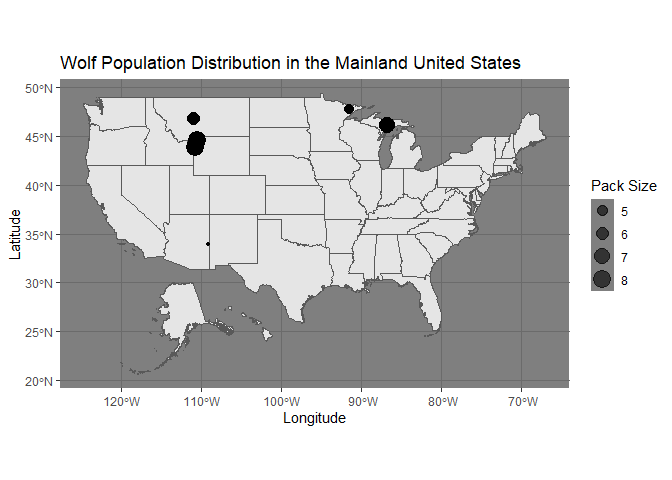 Wolf Population Distribution in the Mainland United States
50°N
45°N
40°N
35°N
30°N
25°N
20°N
Latitude
120°W
110°W
100°W
90°W
80°W
70°W
Longitude
Pack Size
5
6
7
8